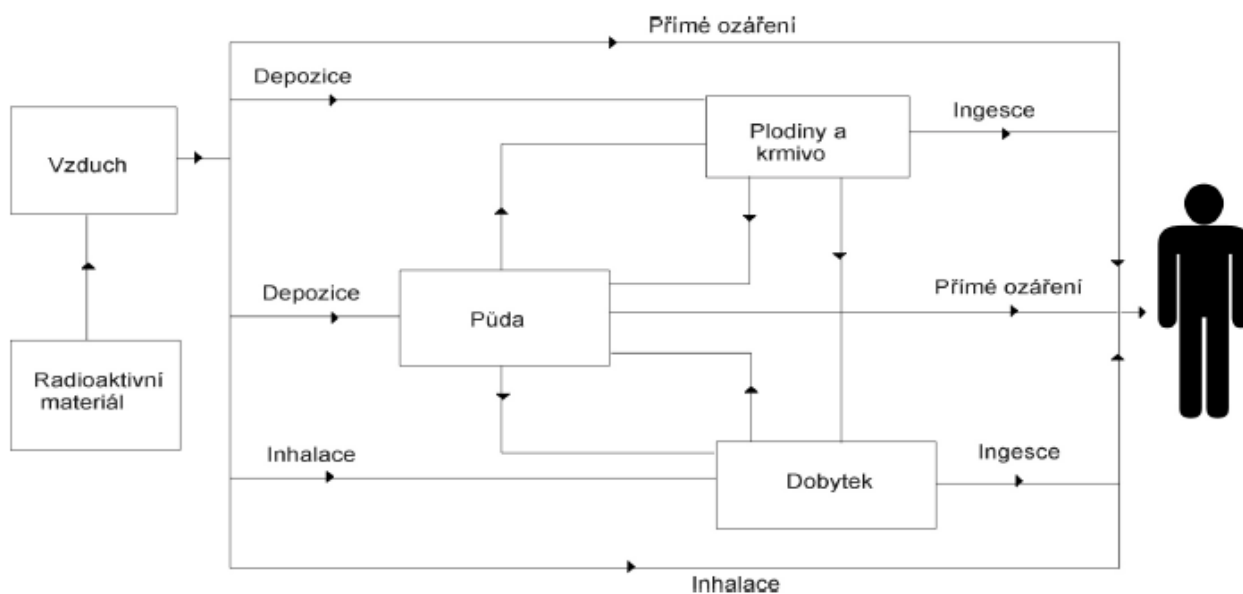 Přímé ozáření
Depozice
Plodiny a
krmivo
Ingesce
Vzduch
Depozice
Půda
Přímé ozáření
Radioaktivní
materiál
Inhalace
Dobytek
Ingesce
Inhalace